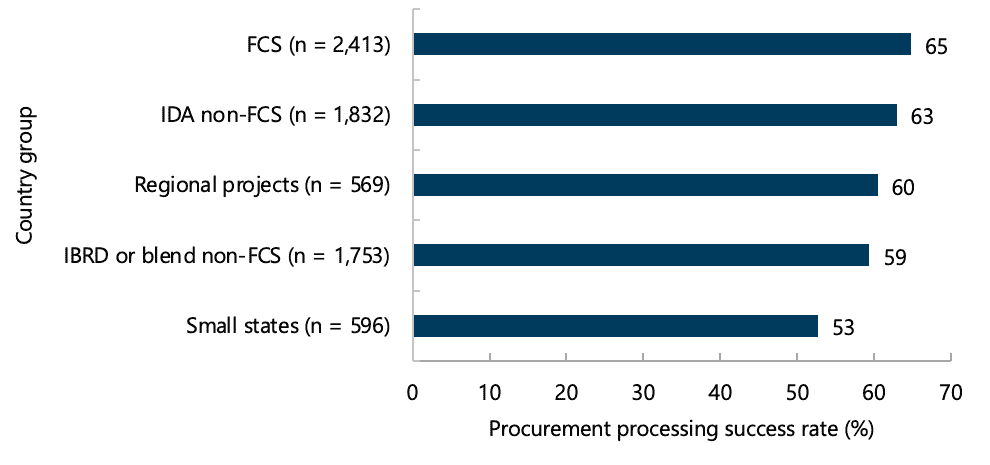 Country group
FCS (n = 2,413)
65
IDA non-FCS (n = 1,832)
63
Regional projects (n = 569)
60
IBRD or blend non-FCS (n = 1,753)
59
Small states (n = 596)
53
0 10 20 30 40 50 60 70
Procurement processing success rate (%)